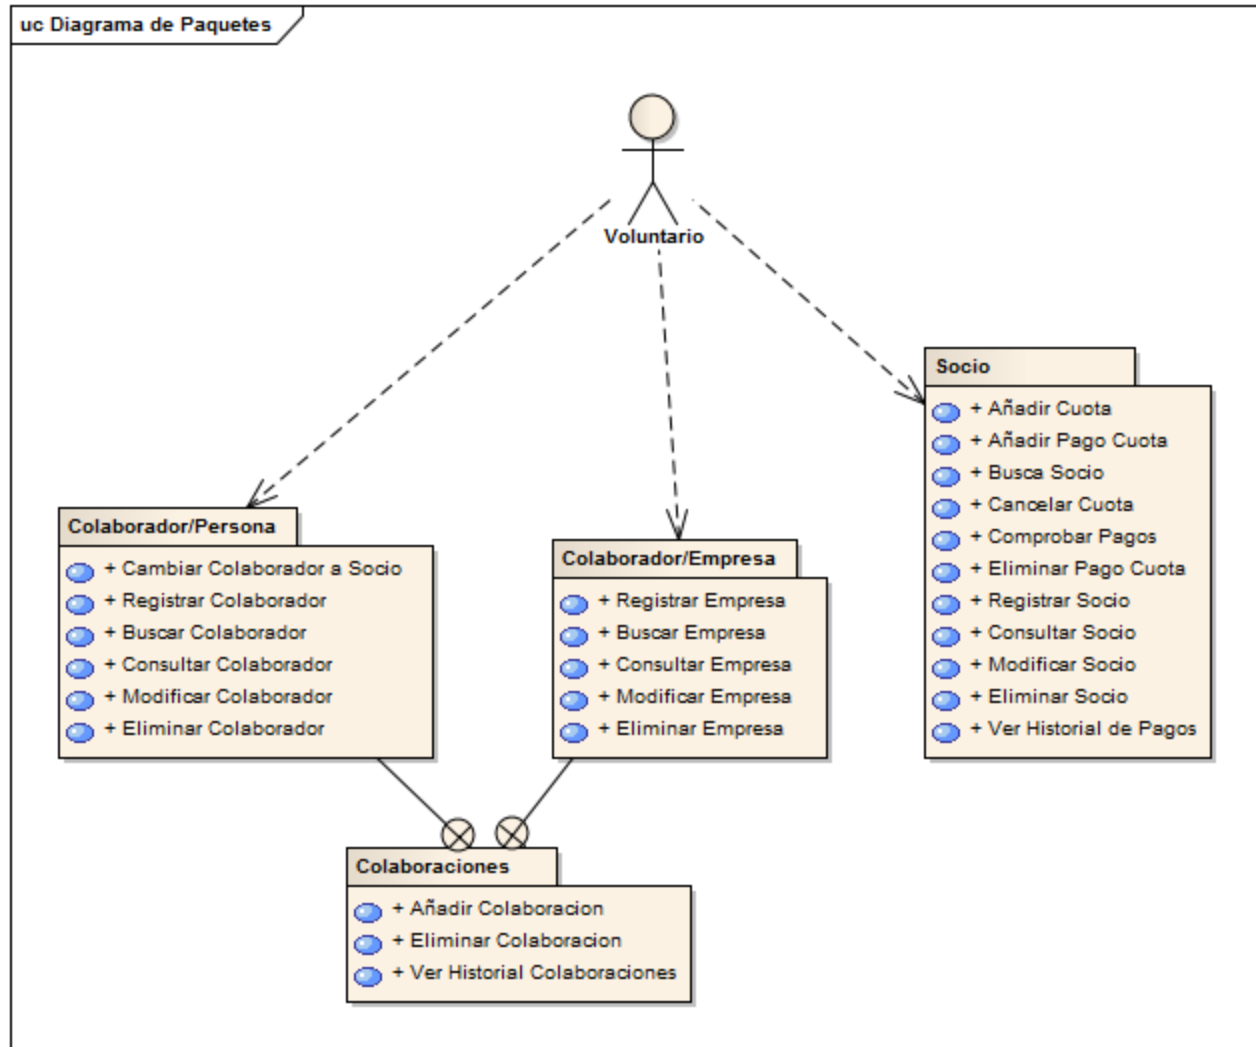 uc Diagrama de Paquetes
Voluntario
Socio
+ Añadir Cuota
+ Añadir Pago Cuota
+ Busca Socio
+ Cancelar Cuota
+ Comprobar Pagos
+ Eliminar Pago Cuota
+ Registrar Socio
+ Consultar Socio
+ Modificar Socio
+ Eliminar Socio
+ Ver Historial de Pagos
Colaborador/Persona
+ Cambiar Colaborador a Socio
+ Registrar Colaborador
+ Buscar Colaborador
+ Consultar Colaborador
+ Modificar Colaborador
+ Eliminar Colaborador
Colaborador/Empresa
+ Registrar Empresa
+ Buscar Empresa
+ Consultar Empresa
+ Modificar Empresa
+ Eliminar Empresa
Colaboraciones
+ Añadir Colaboracion
+ Eliminar Colaboracion
+ Ver Historial Colaboraciones